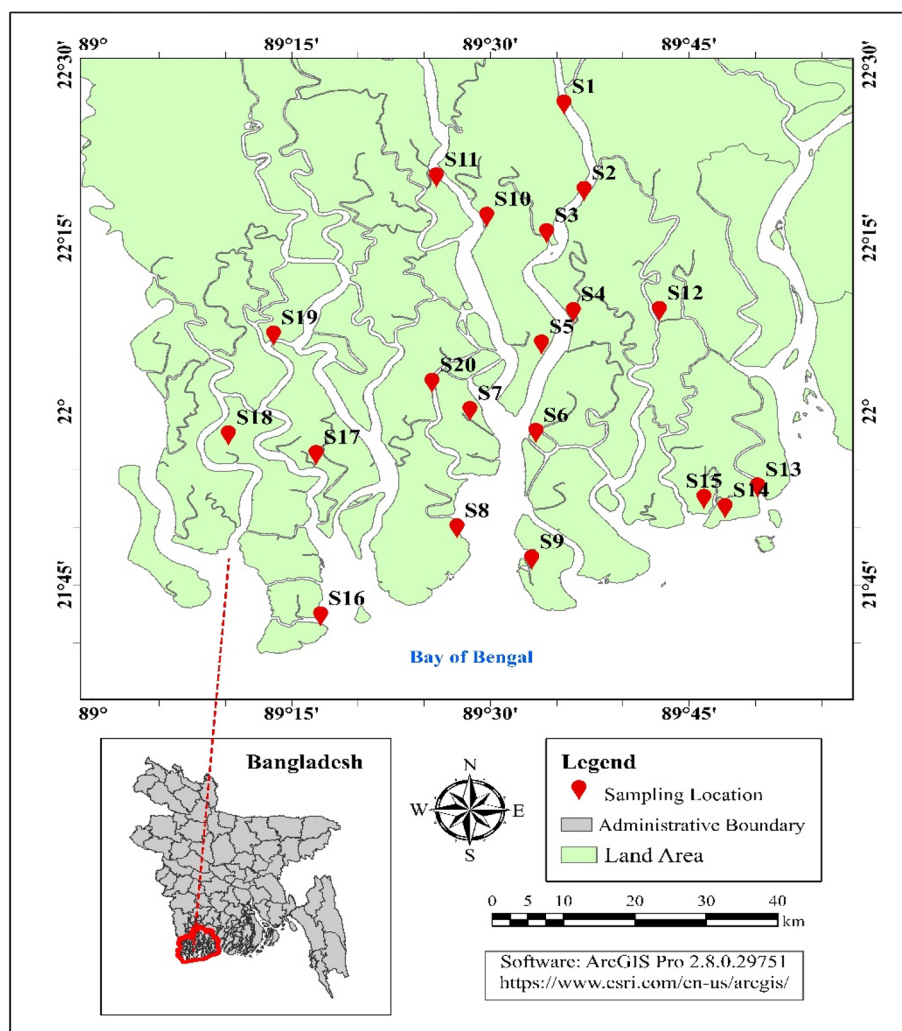 89° 89°15' 89°30' 89°45'
22°30' 22°30'
S1
S11
S2
S10
S3
22°15' 22°15'
S4
S12
S19
S5
S20
S7
22° 22°
S18
S17
S6
S13
S15
S14
S8
S9
21°45' 21°45'
S16
Bay of Bengal
89° 89°15' 89°30' 89°45'
Bangladesh
N
W E
S
Legend
Sampling Location
Administrative Boundary
Land Area
0 5 10 20 30 40
km
Software: ArcGIS Pro 2.8.0.29751
https://www.esri.com/en-us/arcgis/